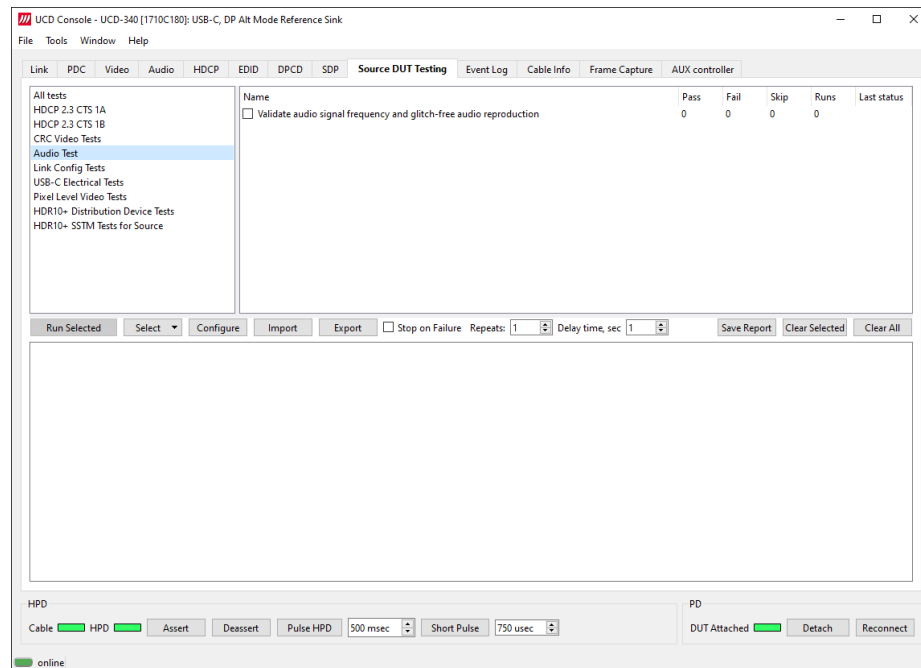 UCD Console - UCD-340 [1710C180]: USB-C, DP Alt Mode Reference Sink
File Tools Window Help
Link PDC Video Audio HDCP EDID DPCD SDP Source DUT Testing Event Log Cable Info Frame Capture AUX controller
All tests
HDCP 2.3 CTS 1A
HDCP 2.3 CTS 1B
CRC Video Tests
Audio Test
Link Config Tests
USB-C Electrical Tests
Pixel Level Video Tests
HDR10+ Distribution Device Tests
HDR10+ SSTM Tests for Source
Name Pass Fail Skip Runs Last status
Validate audio signal frequency and glitch-free audio reproduction 0 0 0 0
Run Selected Select Configure Import Export Stop on Failure Repeats: 1 Delay time, sec 1 Save Report Clear Selected Clear All
HPD
Cable HPD Assert Deassert Pulse HPD 500 msec Short Pulse 750 usec
PD
DUT Attached Detach Reconnect
online